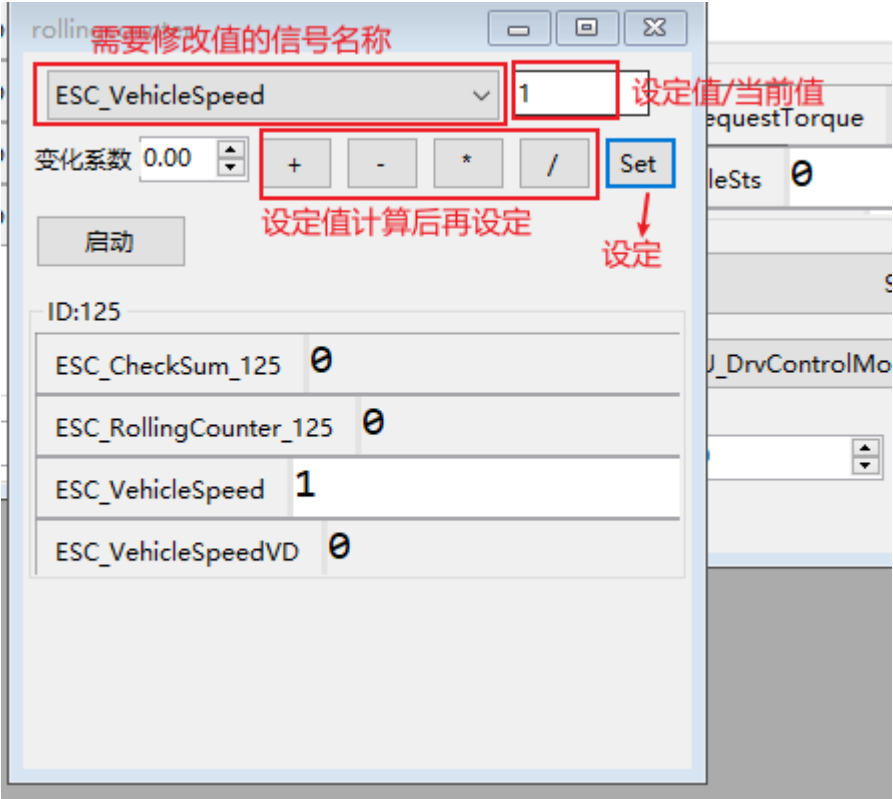 需要修改值的信号名称
ESC_VehicleSpeed
1
设定值/当前值
equestTorque
变化系数 0.00
+ - * /
Set
leSts 0
设定值计算后再设定
设定
启动
S
ID:125
ESC_CheckSum_125 0
J_DrvControlMo
ESC_RollingCounter_125 0
ESC_VehicleSpeed 1
ESC_VehicleSpeedVD 0